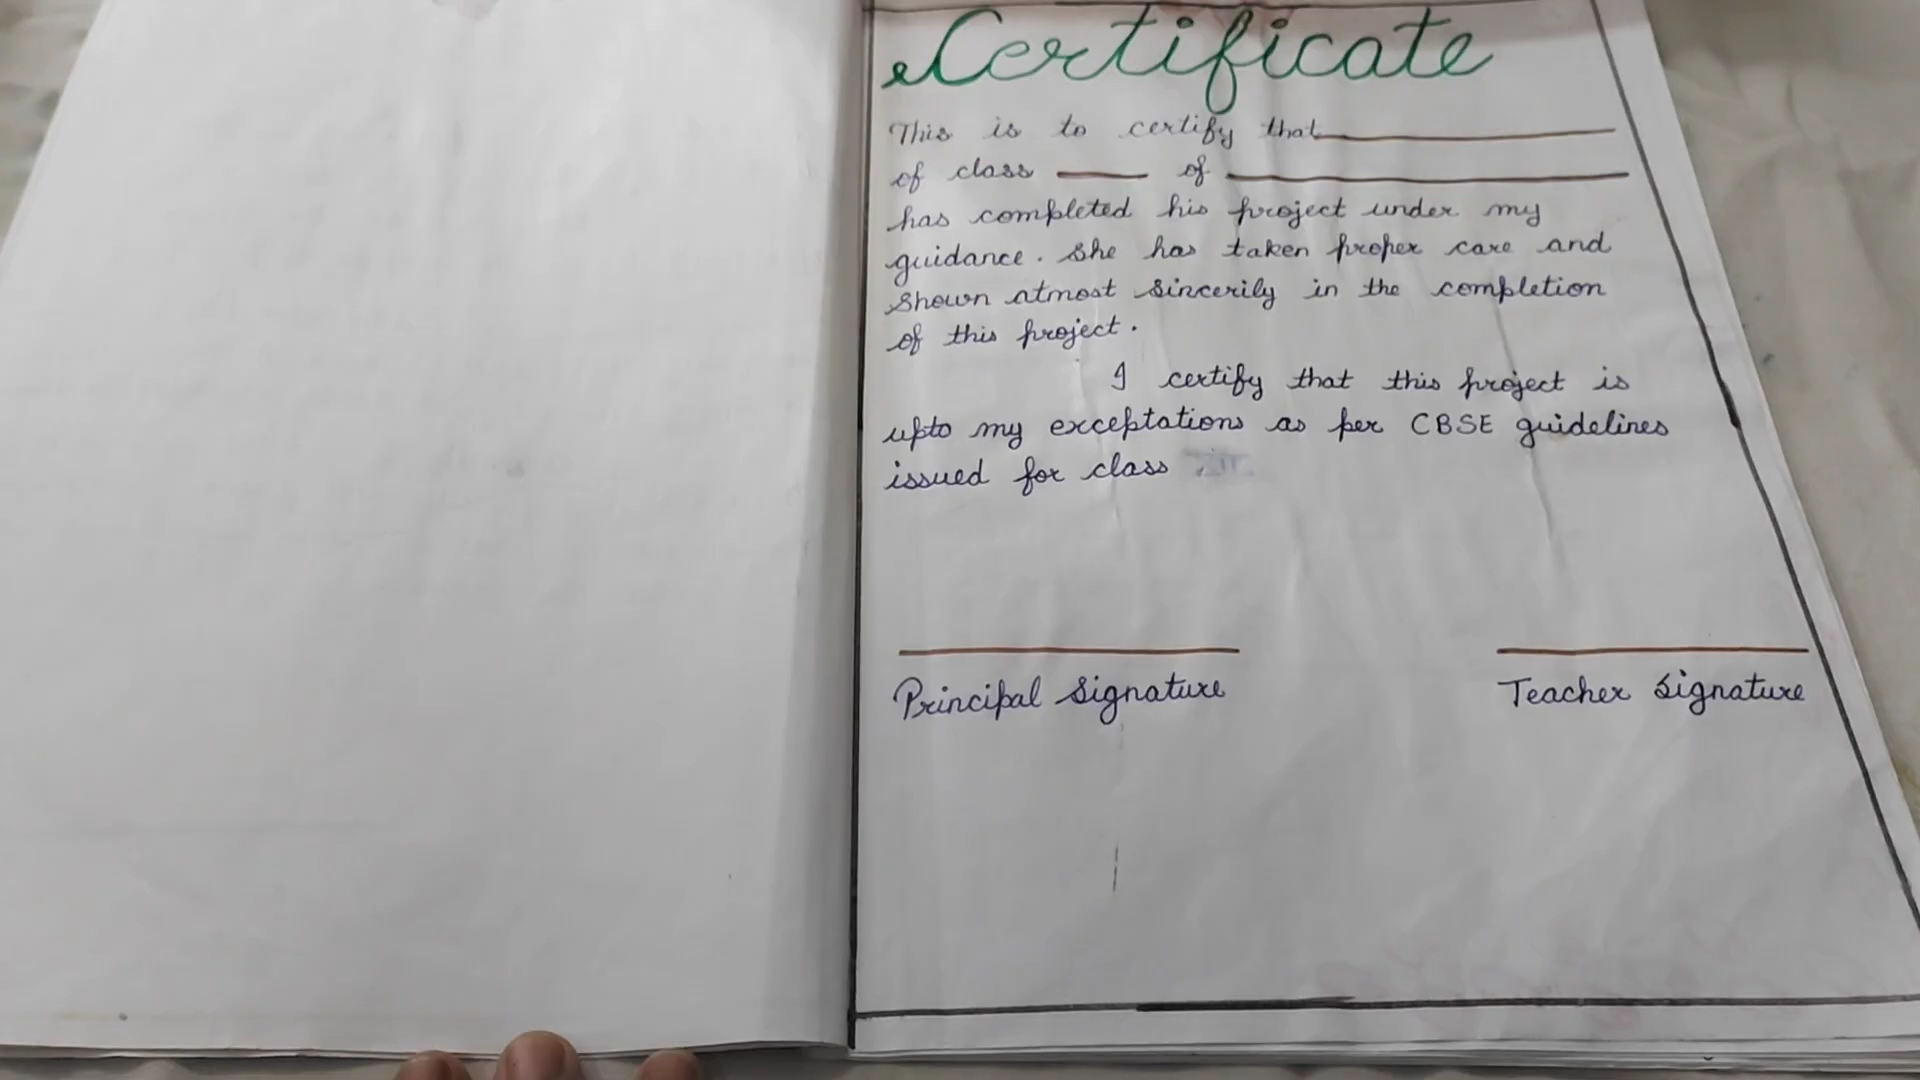 Certificate
This is to certify that
of class of
has completed his project under my
guidance. She has taken proper care and
shown atmost sincerily in the completion
of this project.
I certify that this project is
upto my exceptations as per CBSE guidelines
issued for class
Principal Signature
Teacher Signature